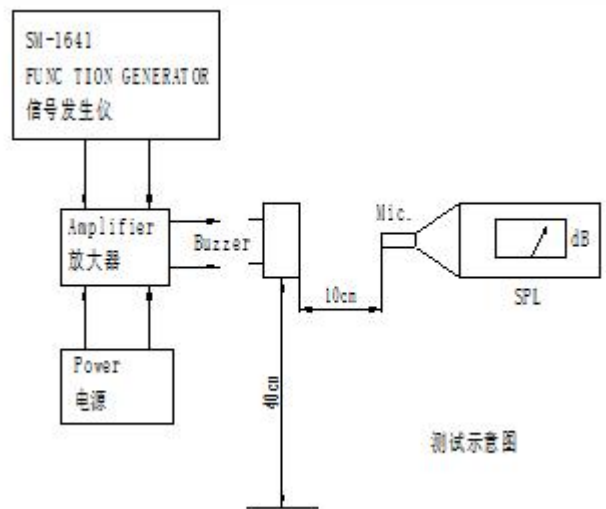 SM-1641
FUNC TION GENERATOR
信号发生仪
Amplifier
放大器
Buzzer
Mic.
dB
SPL
10cm
Power
电源
40cm
测试示意图